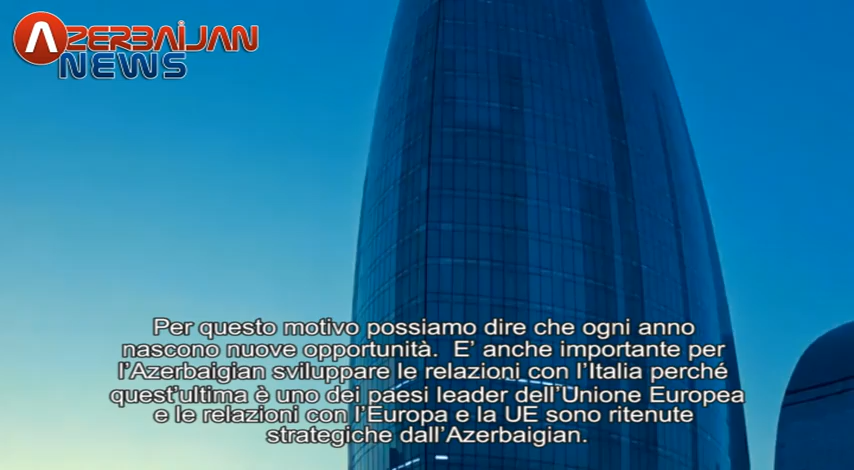 AZERBAIJAN
NEWS
Per questo motivo possiamo dire che ogni anno
nascono nuove opportunità. E' anche importante per
l'Azerbaigian sviluppare le relazioni con l'Italia perché
quest'ultima è uno dei paesi leader dell'Unione Europea
e le relazioni con l'Europa e la UE sono ritenute
strategiche dall'Azerbaigian.